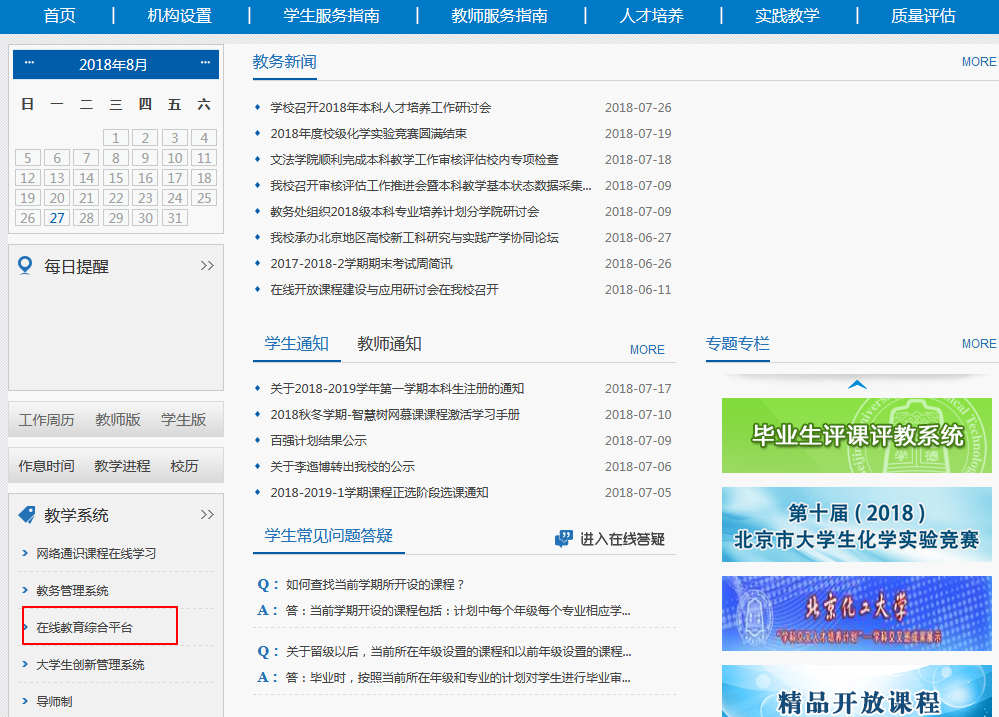 首页 | 机构设置 | 学生服务指南 | 教师服务指南 | 人才培养 | 实践教学 | 质量评估
··· 2018年8月 ···
日 一 二 三 四 五 六
1 2 3 4
5 6 7 8 9 10 11
12 13 14 15 16 17 18
19 20 21 22 23 24 25
26 27 28 29 30 31
每日提醒 >>
工作周历 教师版 学生版
作息时间 教学进程 校历
教学系统 >>
网络通识课程在线学习
教务管理系统
在线教育综合平台
大学生创新管理系统
导师制
教务新闻 MORE
学校召开2018年本科人才培养工作研讨会 2018-07-26
2018年度校级化学实验竞赛圆满结束 2018-07-19
文法学院顺利完成本科教学工作审核评估校内专项检查 2018-07-18
我校召开审核评估工作推进会暨本科教学基本状态数据采集... 2018-07-09
教务处组织2018级本科专业培养计划分学院研讨会 2018-07-09
我校承办北京地区高校新工科研究与实践产学协同论坛 2018-06-27
2017-2018-2学期期末考试周简讯 2018-06-26
在线开放课程建设与应用研讨会在我校召开 2018-06-11
学生通知 教师通知 MORE
关于2018-2019学年第一学期本科生注册的通知 2018-07-17
2018秋冬学期-智慧树网慕课课程激活学习手册 2018-07-10
百强计划结果公示 2018-07-09
关于李迤博转出我校的公示 2018-07-06
2018-2019-1学期课程正选阶段选课通知 2018-07-05
学生常见问题答疑 进入在线答疑
Q： 如何查找当前学期所开设的课程？
A： 答：当前学期开设的课程包括：计划中每个年级每个专业相应学...
Q： 关于留级以后，当前所在年级设置的课程和以前年级设置的课程...
A： 答：毕业时，按照当前所在年级和专业的计划对学生进行毕业审...
专题专栏 MORE
毕业生评课评教系统
第十届（2018）
北京市大学生化学实验竞赛
北京化工大学
"学科交叉人才培养计划"—学科交叉班成果展示
精品开放课程